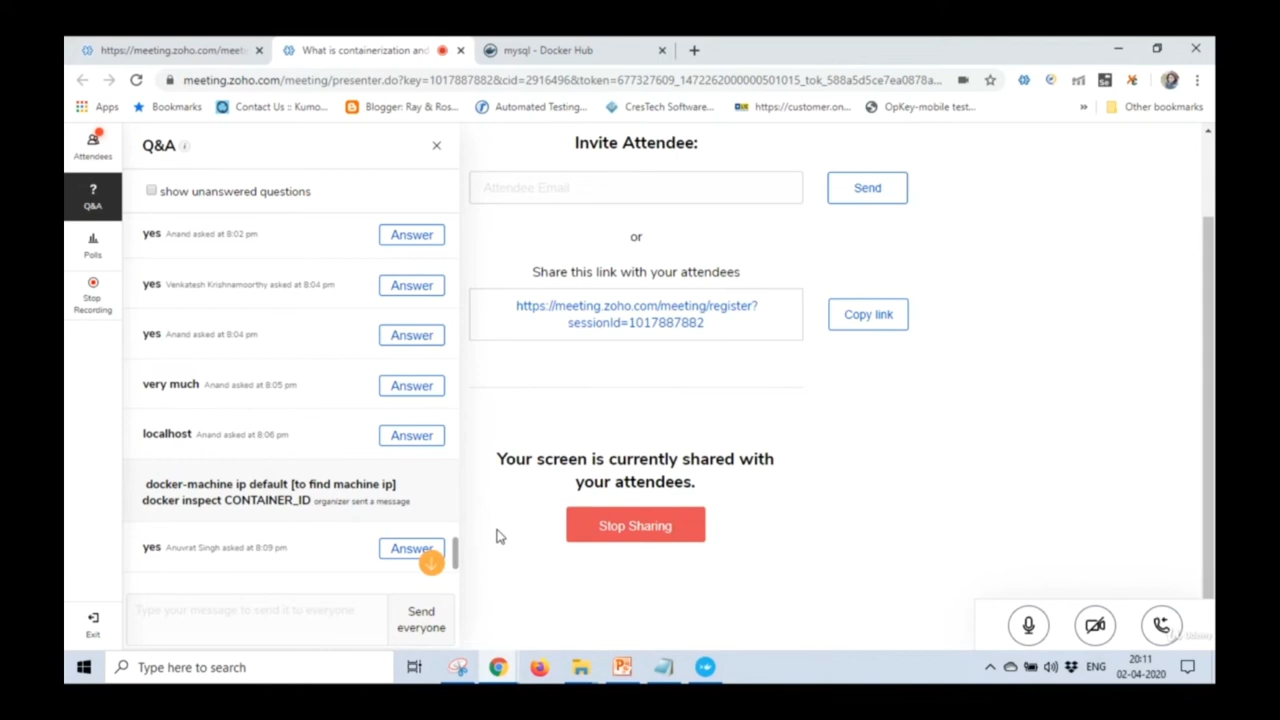 https://meeting.zoho.com/meeti
What is containerization and
mysql - Docker Hub
meeting.zoho.com/meeting/presenter.do?key=1017887882&cid=2916496&token=677327609_1472262000000501015_tok_588a5d5ce7ea0878a...
Apps
Bookmarks
Contact Us :: Kumo...
Blogger: Ray & Ros...
Automated Testing...
CresTech Software...
https://customer.on...
OpKey-mobile test...
»
Other bookmarks
Attendees
Q&A
Invite Attendee:
show unanswered questions
Attendee Email
Send
?
Q&A
yes Anand asked at 8:02 pm
Answer
or
Polls
Share this link with your attendees
yes Venkatesh Krishnamoorthy asked at 8:04 pm
Answer
https://meeting.zoho.com/meeting/register?
sessionId=1017887882
Copy link
Stop
Recording
yes Anand asked at 8:04 pm
Answer
very much Anand asked at 8:05 pm
Answer
localhost Anand asked at 8:06 pm
Answer
Your screen is currently shared with
your attendees.
docker-machine ip default [to find machine ip]
docker inspect CONTAINER_ID organizer sent a message
Stop Sharing
yes Anuvrat Singh asked at 8:09 pm
Answer
Type your message to send it to everyone
Send
everyone
Exit
Udemy
Type here to search
ENG
20:11
02-04-2020